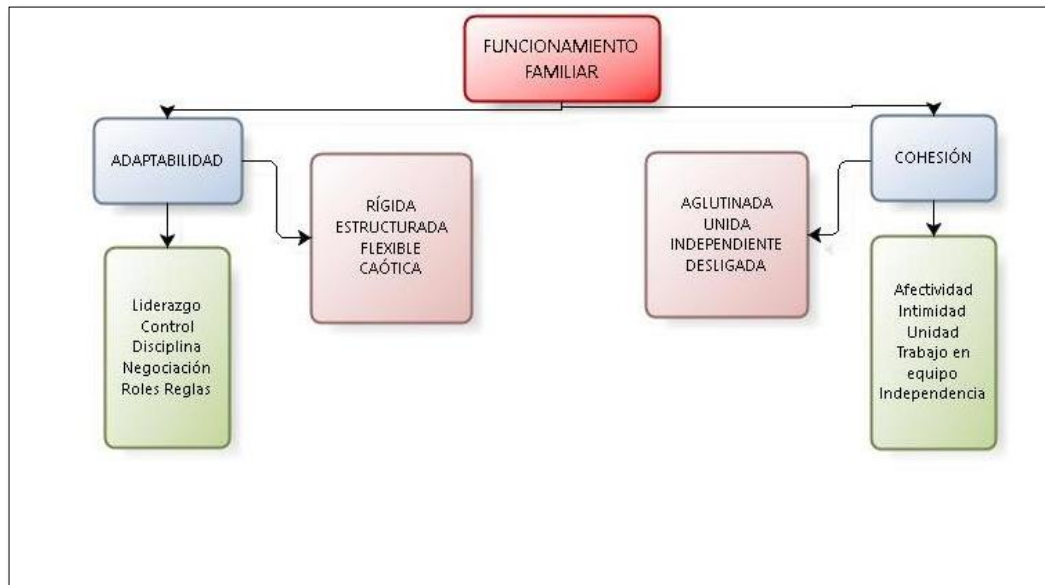 FUNCIONAMIENTO
FAMILIAR
ADAPTABILIDAD
RÍGIDA
ESTRUCTURADA
FLEXIBLE
CAÓTICA
Liderazgo
Control
Disciplina
Negociación
Roles Reglas
COHESIÓN
AGLUTINADA
UNIDA
INDEPENDIENTE
DESLIGADA
Afectividad
Intimidad
Unidad
Trabajo en
equipo
Independencia